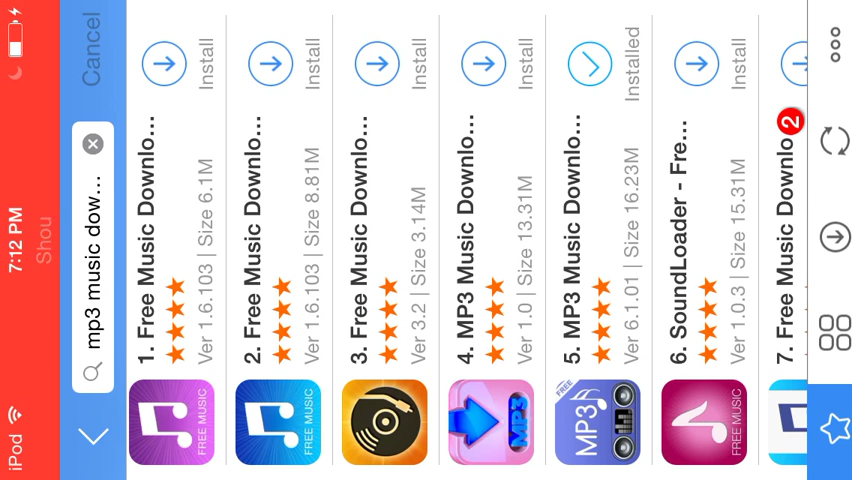 iPod 7:12 PM
Shou
mp3 music dow... Cancel
FREE MUSIC
1. Free Music Downlo...
Ver 1.6.103 | Size 6.1M
Install
FREE MUSIC
2. Free Music Downlo...
Ver 1.6.103 | Size 8.81M
Install
3. Free Music Downlo...
Ver 3.2 | Size 3.14M
Install
MP3
4. MP3 Music Downlo...
Ver 1.0 | Size 13.31M
Install
FREE
MP3
5. MP3 Music Downlo...
Ver 6.1.01 | Size 16.23M
Installed
FREE MUSIC
6. SoundLoader - Fre...
Ver 1.0.3 | Size 15.31M
Install
7. Free Music Downlo
2